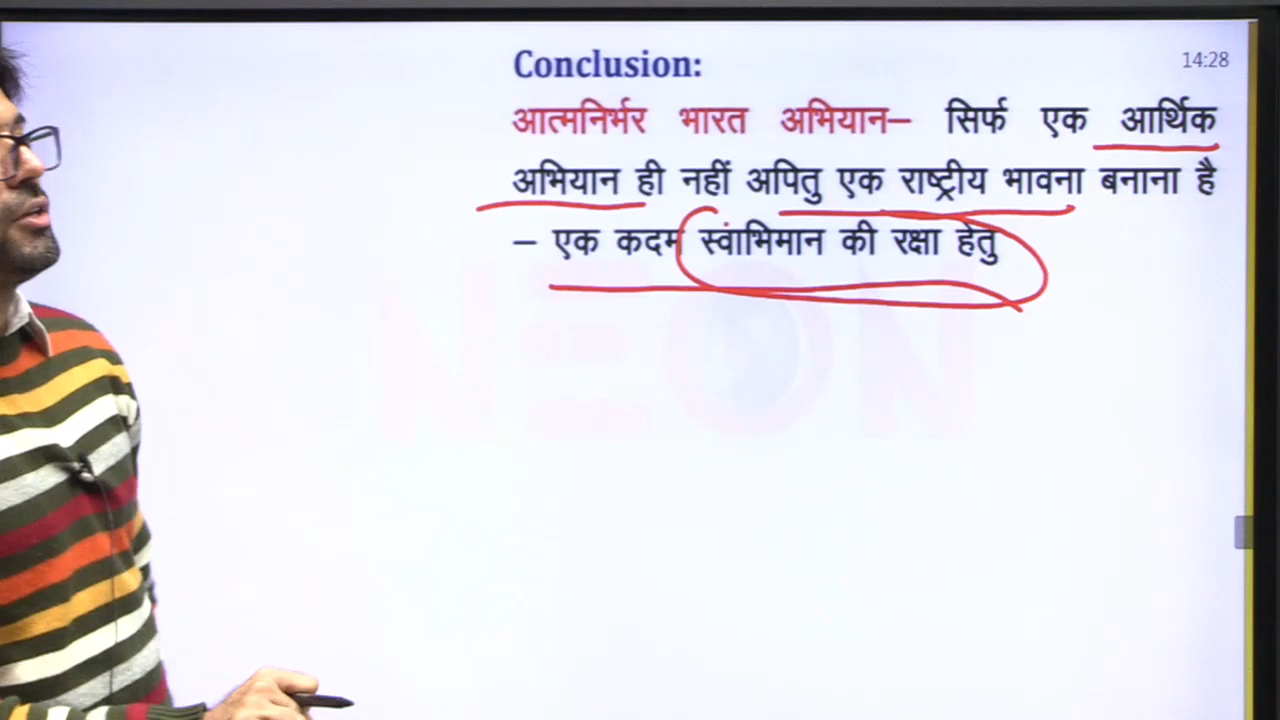 Conclusion:
14:28
आत्मनिर्भर भारत अभियान– सिर्फ एक आर्थिक
अभियान ही नहीं अपितु एक राष्ट्रीय भावना बनाना है
– एक कदम स्वाभिमान की रक्षा हेतु
NEON